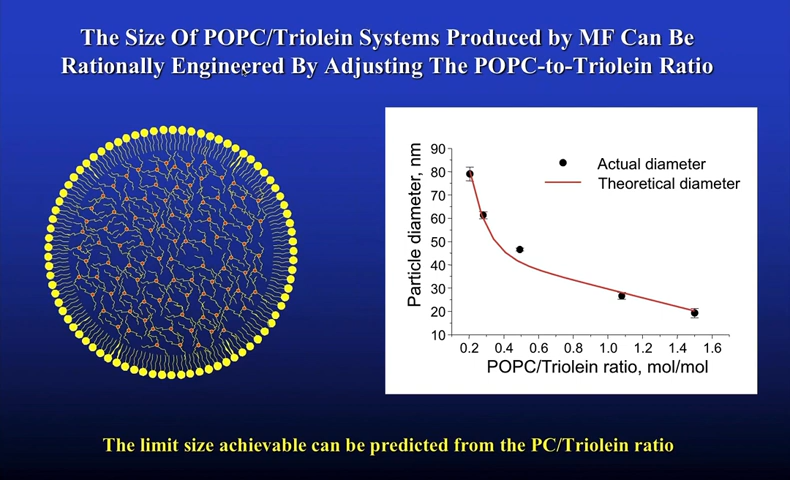 The Size Of POPC/Triolein Systems Produced by MF Can Be
Rationally Engineered By Adjusting The POPC-to-Triolein Ratio
Particle diameter, nm
90
80
70
60
50
40
30
20
10
Actual diameter
Theoretical diameter
0.2 0.4 0.6 0.8 1.0 1.2 1.4 1.6
POPC/Triolein ratio, mol/mol
The limit size achievable can be predicted from the PC/Triolein ratio